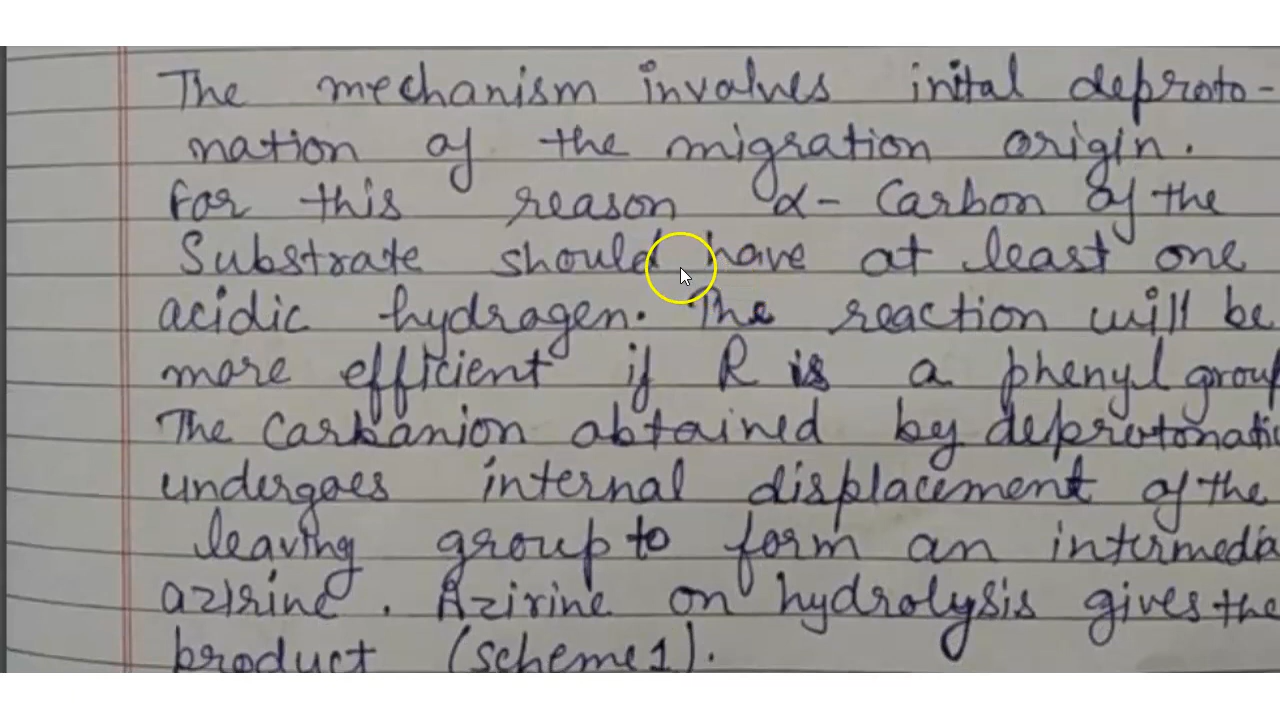 The mechanism involves inital deproto-
nation of the migration origin.
For this reason α- Carbon of the
Substrate should have at least one
acidic hydrogen. The reaction will be
more efficient if R is a phenyl group
The Carbanion obtained by deprotonatio
undergoes internal displacement of the
leaving group to form an intermedia
azirine. Azirine on hydrolysis gives the
product (scheme 1).